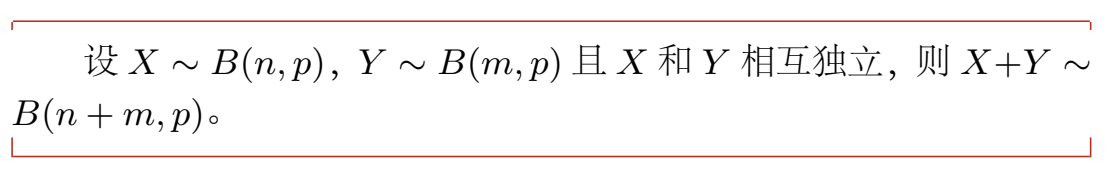 设 X ∼ B(n, p), Y ∼ B(m, p) 且 X 和 Y 相互独立, 则 X+Y ∼
B(n + m, p)。